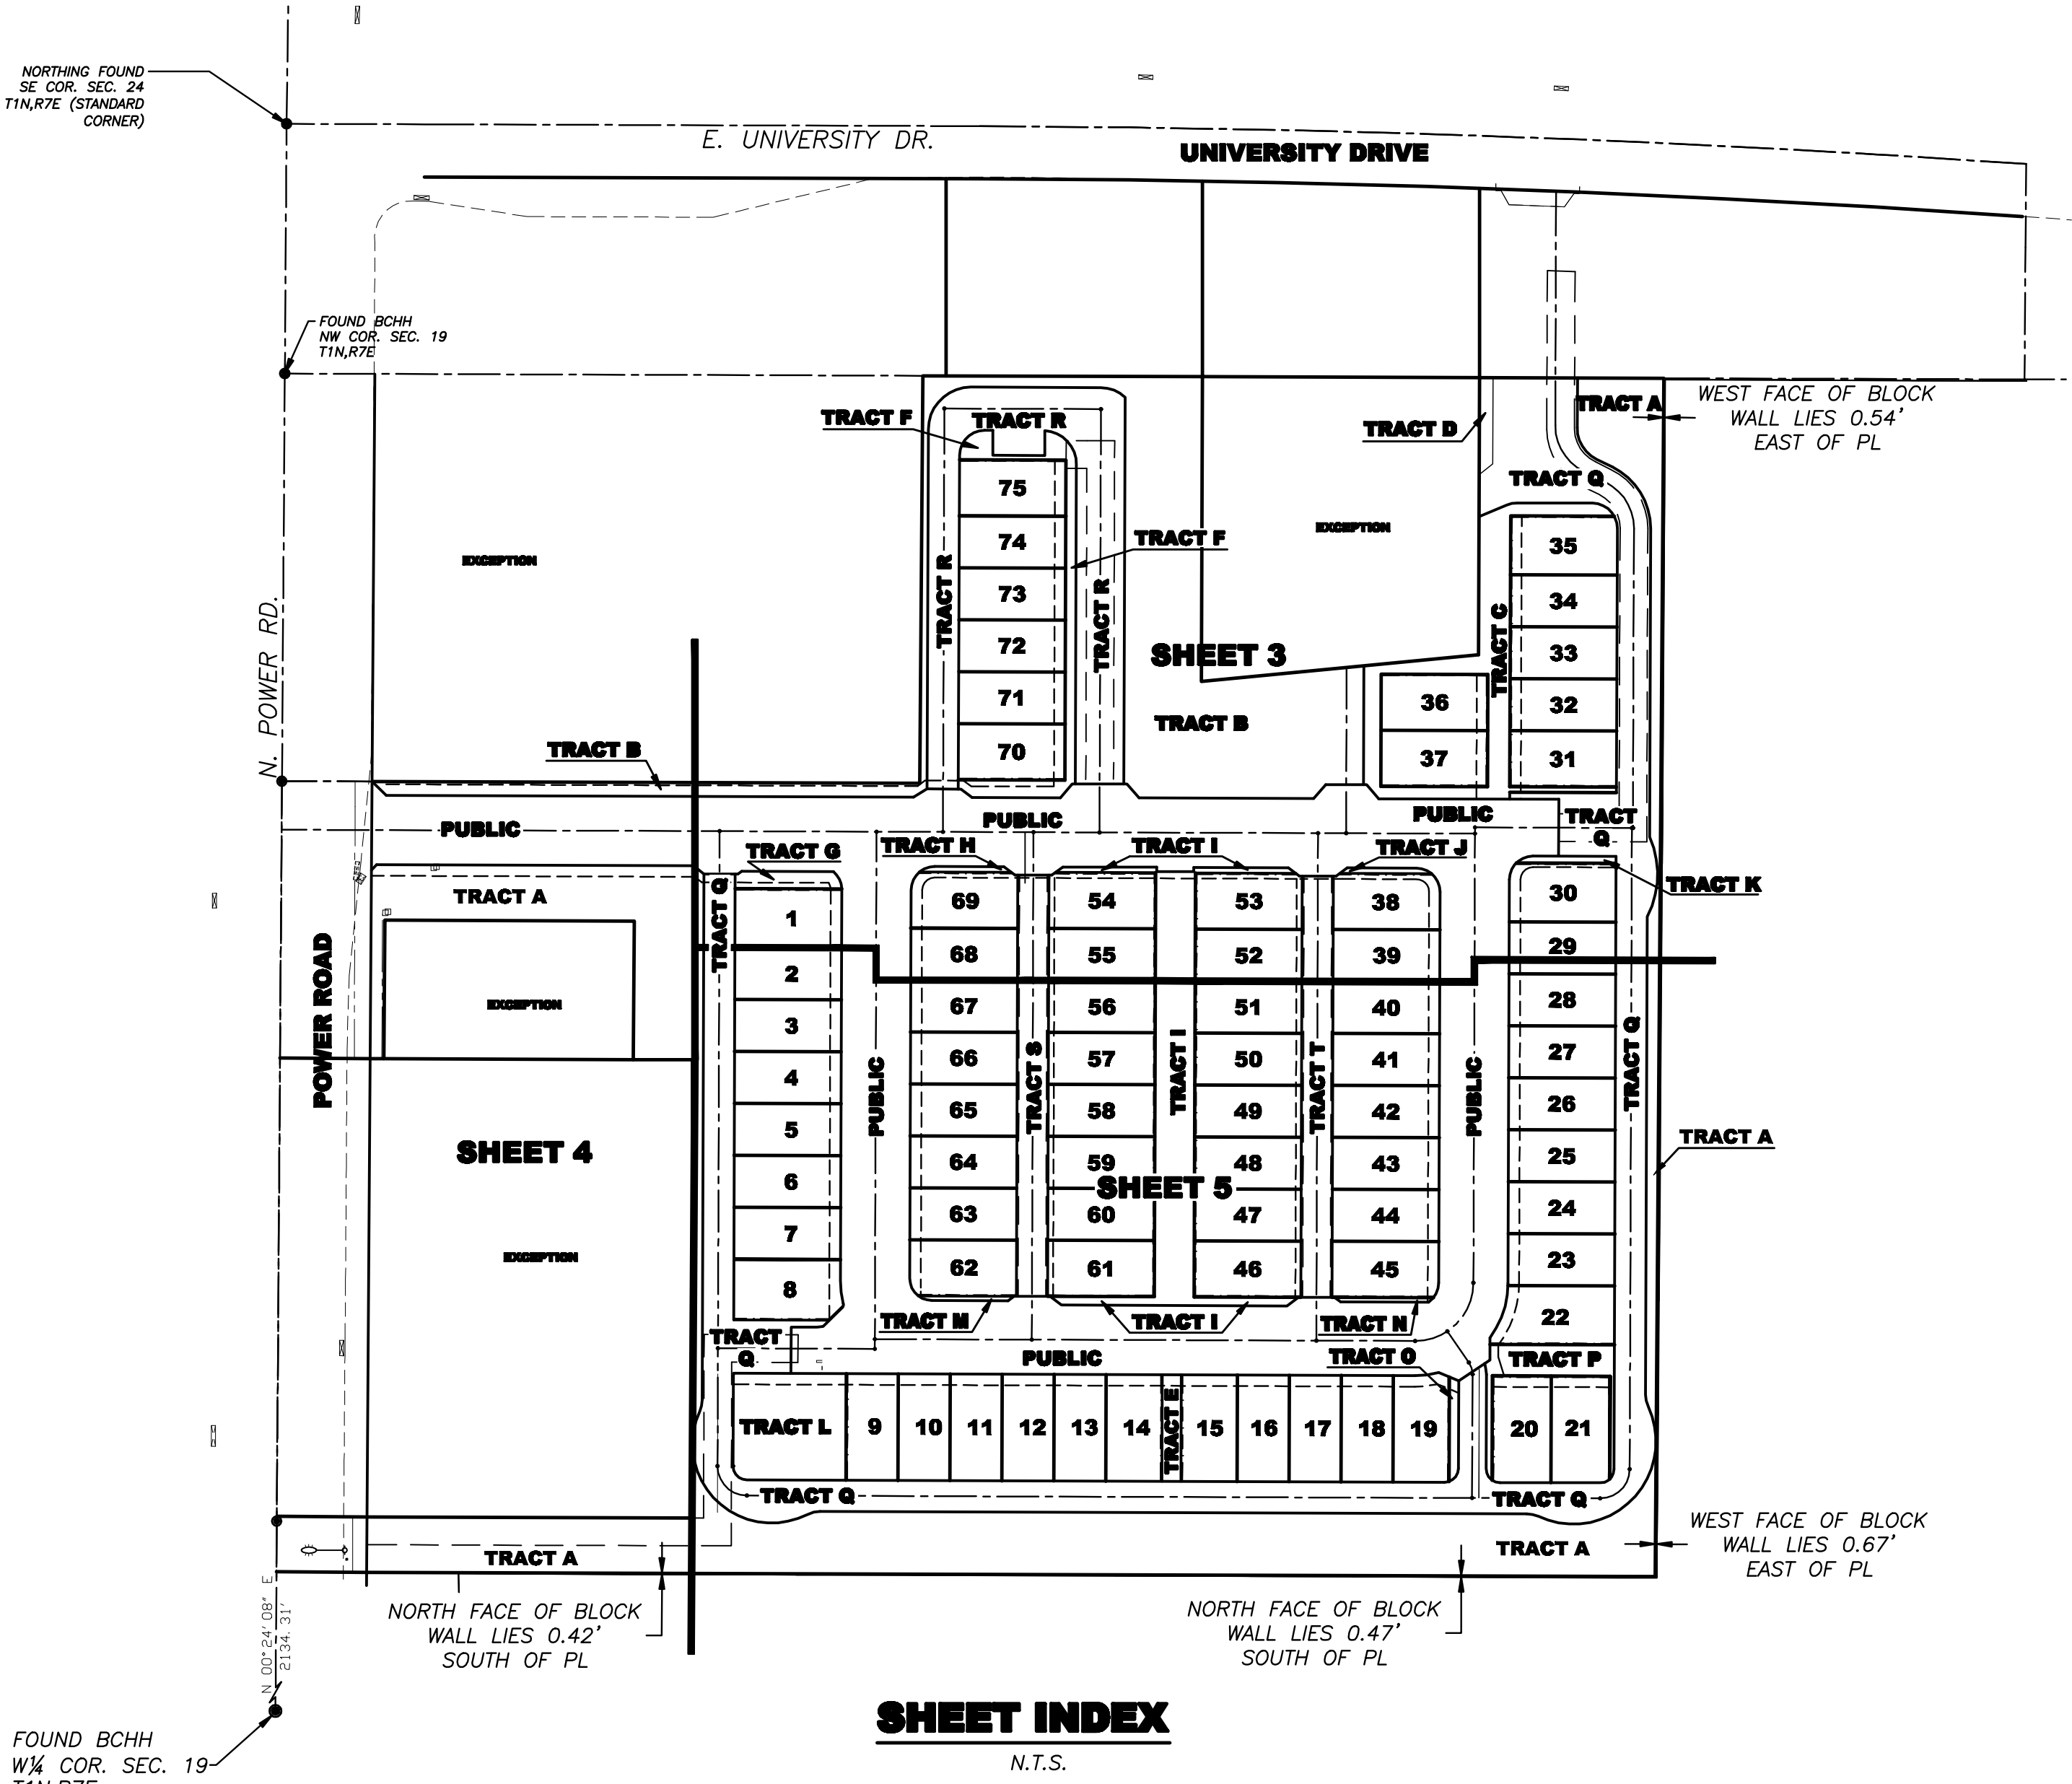 NORTHING FOUND
SE COR. SEC. 24
T1N,R7E (STANDARD
CORNER)
E. UNIVERSITY DR.
UNIVERSITY DRIVE
FOUND BCHH
NW COR. SEC. 19
T1N,R7E
WEST FACE OF BLOCK
WALL LIES 0.54'
EAST OF PL
TRACT A
TRACT D
TRACT F
TRACT R
TRACT Q
75
74
73
72
71
70
TRACT F
TRACT R
TRACT R
EXCEPTION
EXCEPTION
SHEET 3
TRACT B
TRACT C
35
34
33
32
31
36
37
N. POWER RD.
TRACT B
PUBLIC
PUBLIC
PUBLIC
TRACT
Q
TRACT G
TRACT H
TRACT I
TRACT J
TRACT K
TRACT A
EXCEPTION
POWER ROAD
TRACT Q
1
2
3
4
5
6
7
8
PUBLIC
69
68
67
66
65
64
63
62
TRACT S
54
55
56
57
58
59
60
61
TRACT I
53
52
51
50
49
48
47
46
TRACT T
38
39
40
41
42
43
44
45
PUBLIC
30
29
28
27
26
25
24
23
22
TRACT Q
TRACT A
SHEET 4
SHEET 5
EXCEPTION
TRACT M
TRACT I
TRACT N
TRACT
Q
PUBLIC
TRACT O
TRACT P
TRACT L
9
10
11
12
13
14
TRACT E
15
16
17
18
19
20
21
TRACT Q
TRACT Q
TRACT A
TRACT A
WEST FACE OF BLOCK
WALL LIES 0.67'
EAST OF PL
NORTH FACE OF BLOCK
WALL LIES 0.42'
SOUTH OF PL
NORTH FACE OF BLOCK
WALL LIES 0.47'
SOUTH OF PL
N 00°24'08" E
2134.31'
SHEET INDEX
N.T.S.
FOUND BCHH
W¼ COR. SEC. 19
T1N,R7E